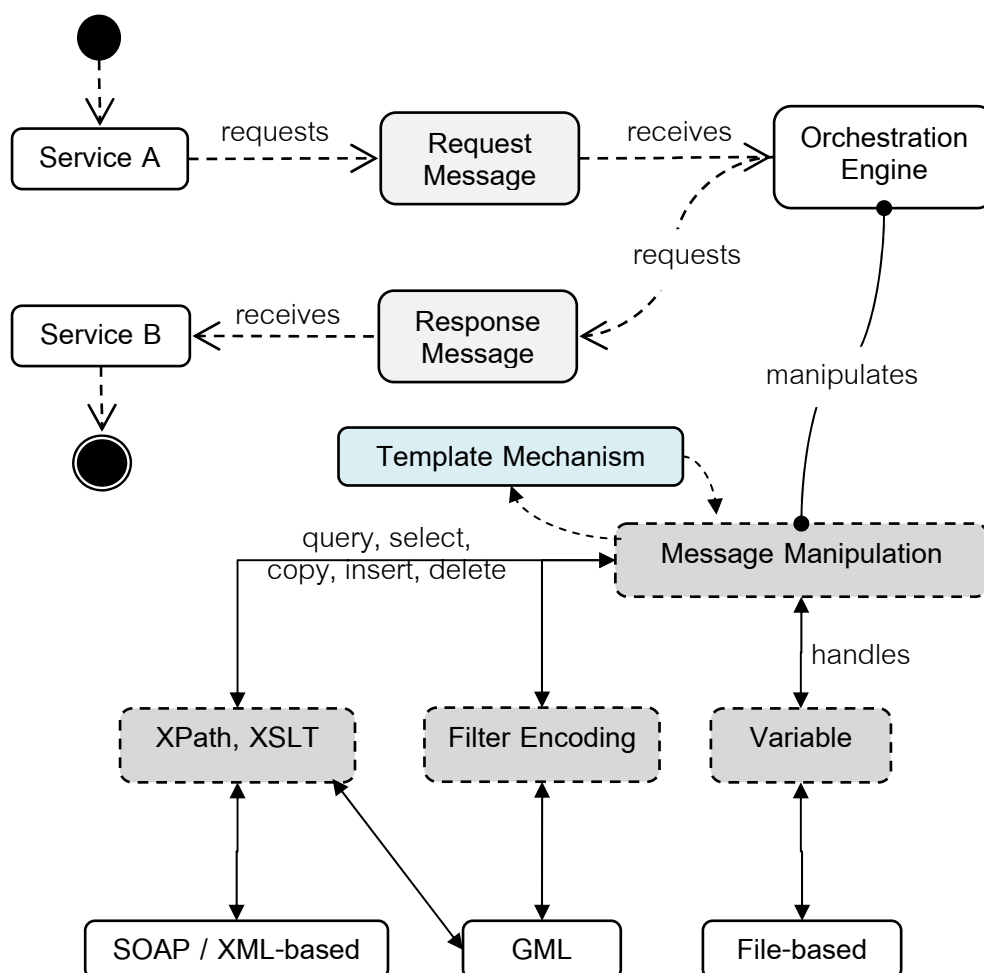 Service A
requests
Request
Message
receives
Orchestration
Engine
requests
Service B
receives
Response
Message
manipulates
Template Mechanism
query, select,
copy, insert, delete
Message Manipulation
handles
XPath, XSLT
Filter Encoding
Variable
SOAP / XML-based
GML
File-based